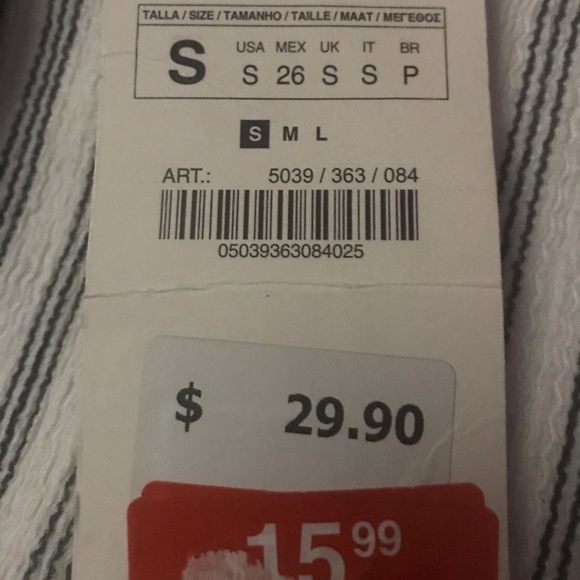 TALLA / SIZE / TAMANHO / TAILLE / MAAT / ΜΕΓΕΘΟΣ
S
USA MEX UK IT BR
S 26 S S P
S M L
ART.: 5039 / 363 / 084
05039363084025
$ 29.90
15.99